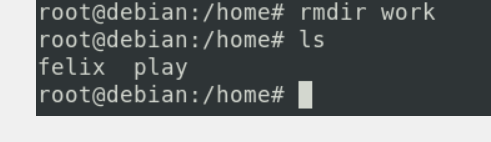 root@debian:/home# rmdir work
root@debian:/home# ls
felix  play
root@debian:/home#